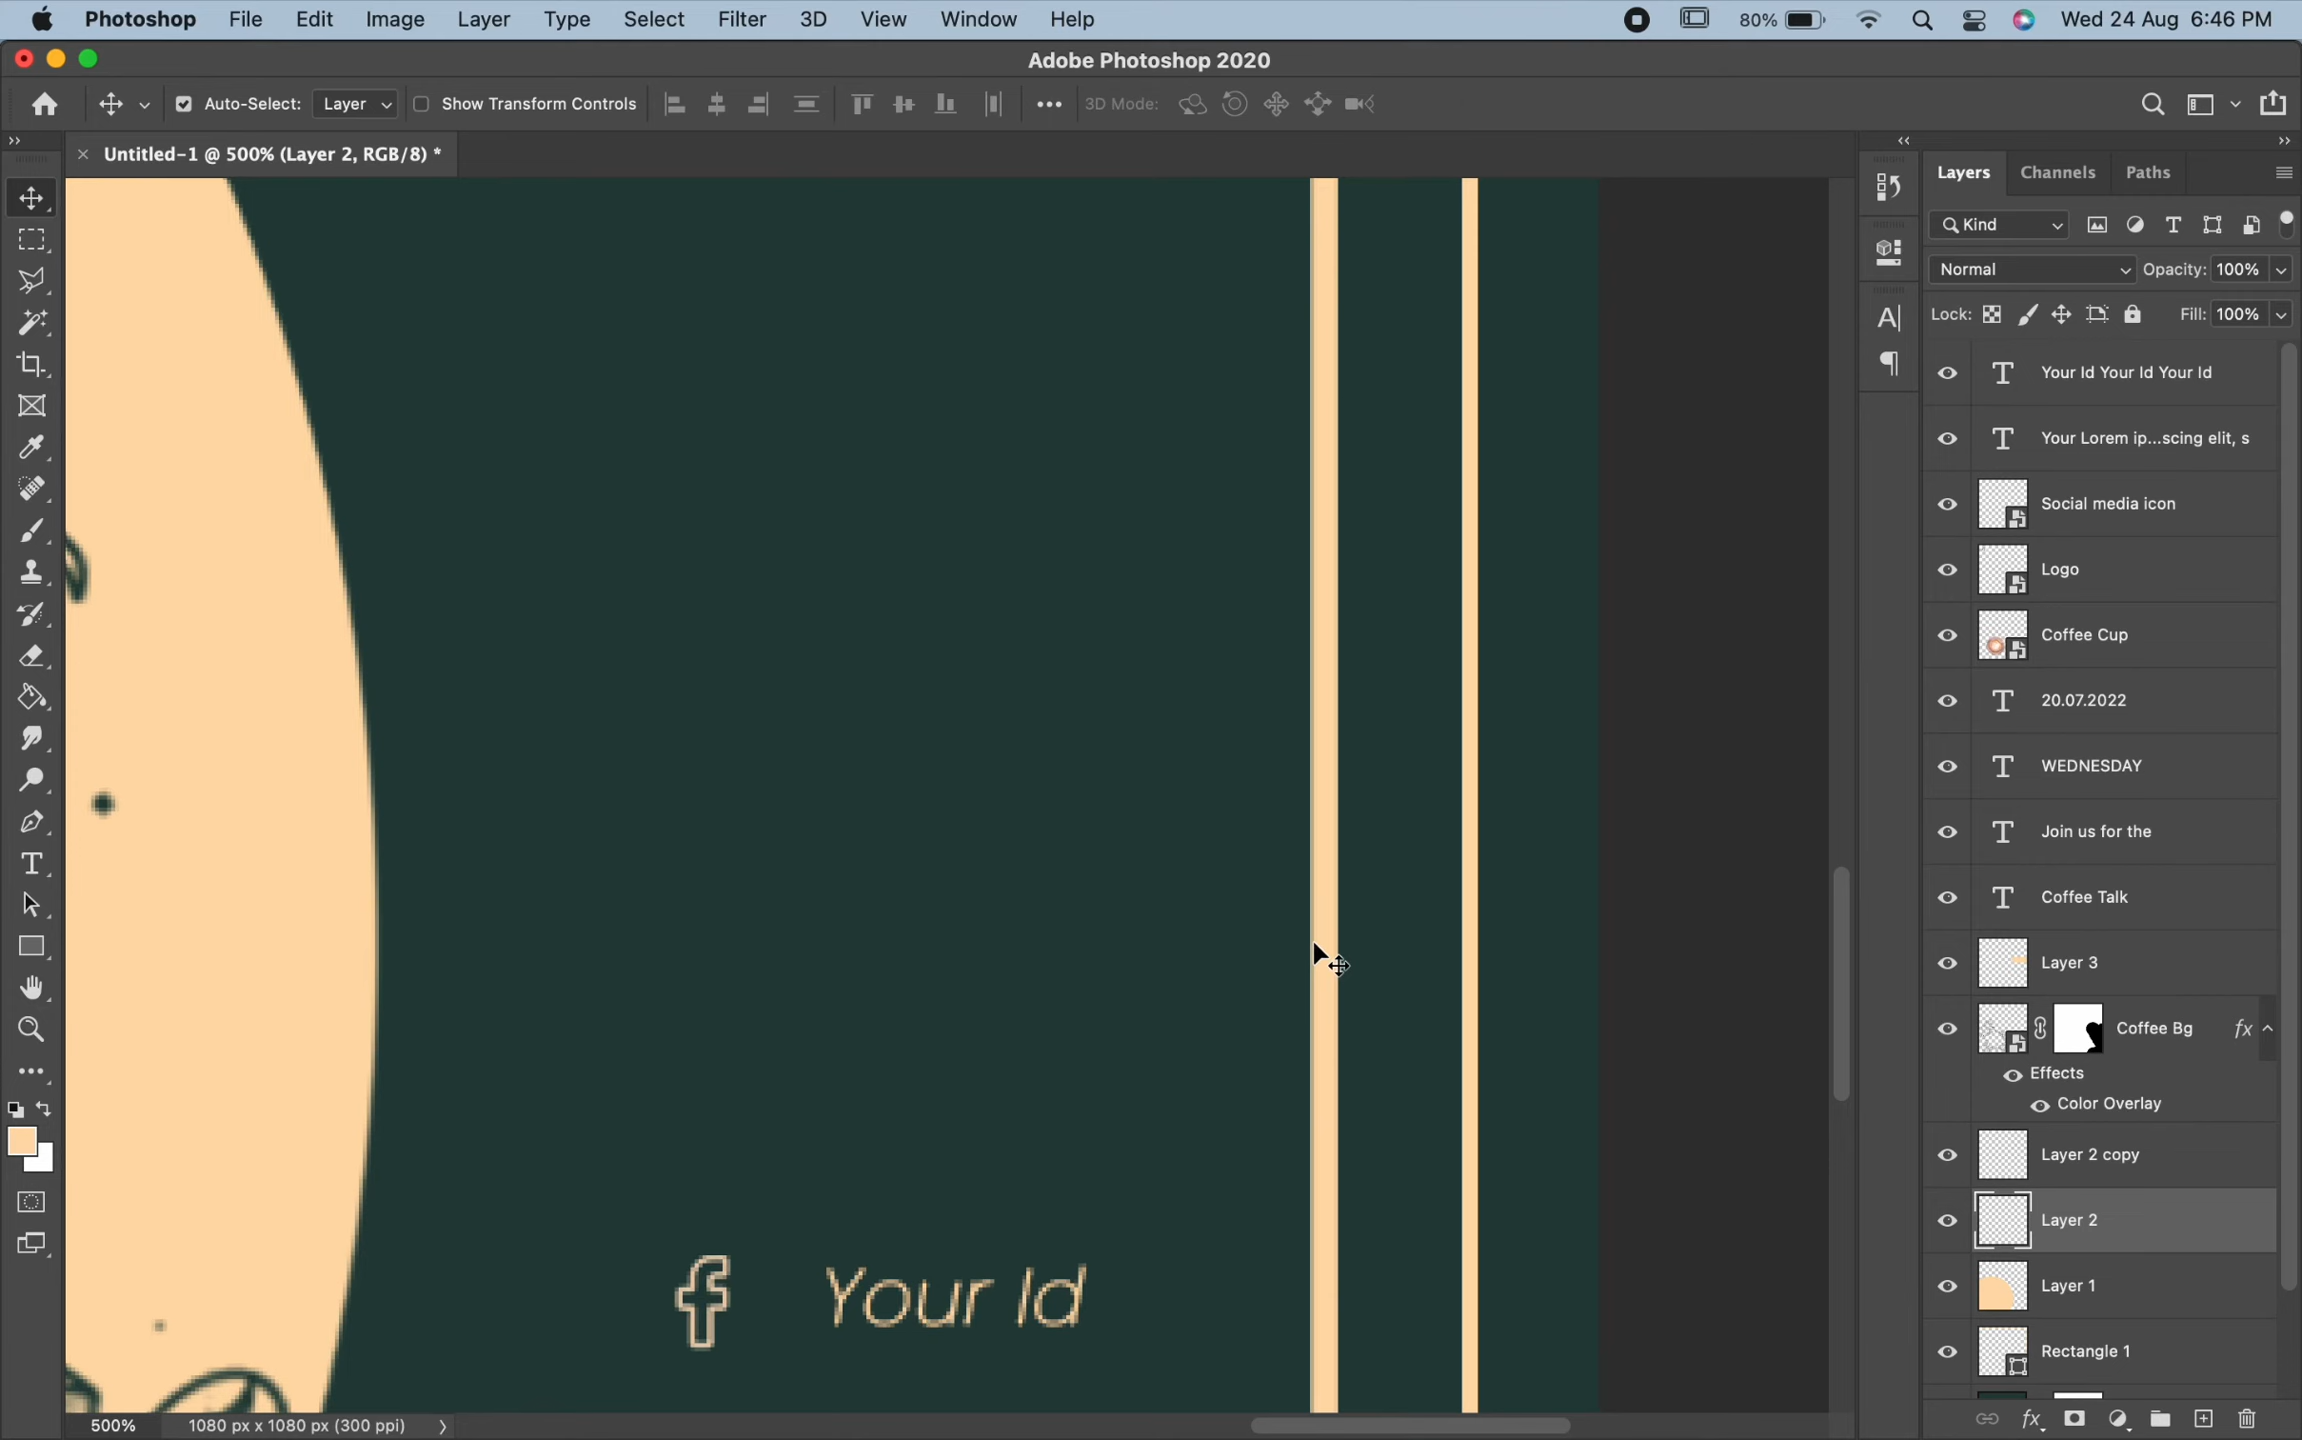 Photoshop File Edit Image Layer Type Select Filter 3D View Window Help 80% Wed 24 Aug 6:46 PM
Adobe Photoshop 2020
Auto-Select: Layer Show Transform Controls 3D Mode:
Untitled-1 @ 500% (Layer 2, RGB/8) *
Layers Channels Paths
Kind
Normal Opacity: 100%
Lock: Fill: 100%
Your Id Your Id Your Id
Your Lorem ip...scing elit, s
Social media icon
Logo
Coffee Cup
20.07.2022
WEDNESDAY
Join us for the
Coffee Talk
Layer 3
Coffee Bg fx
Effects
Color Overlay
Layer 2 copy
Layer 2
Layer 1
Rectangle 1
f Your Id
500% 1080 px x 1080 px (300 ppi)
fx